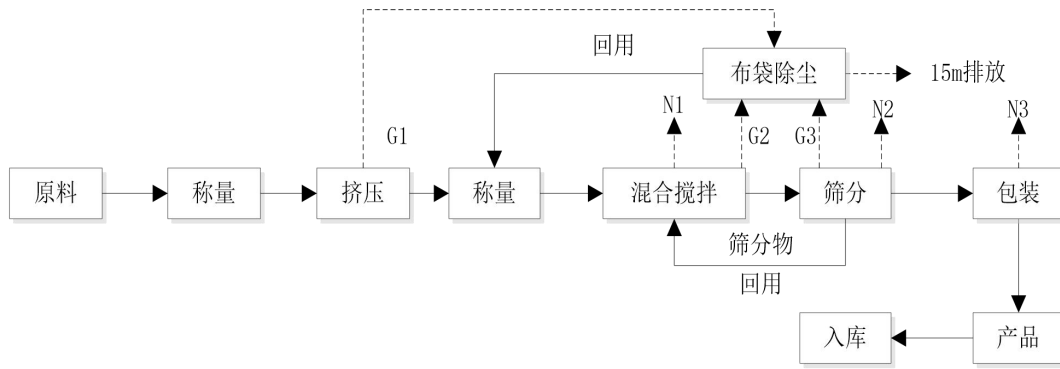 回用
布袋除尘
15m排放
G1
N1
G2
G3
N2
N3
原料
称量
挤压
称量
混合搅拌
筛分
包装
筛分物
回用
入库
产品